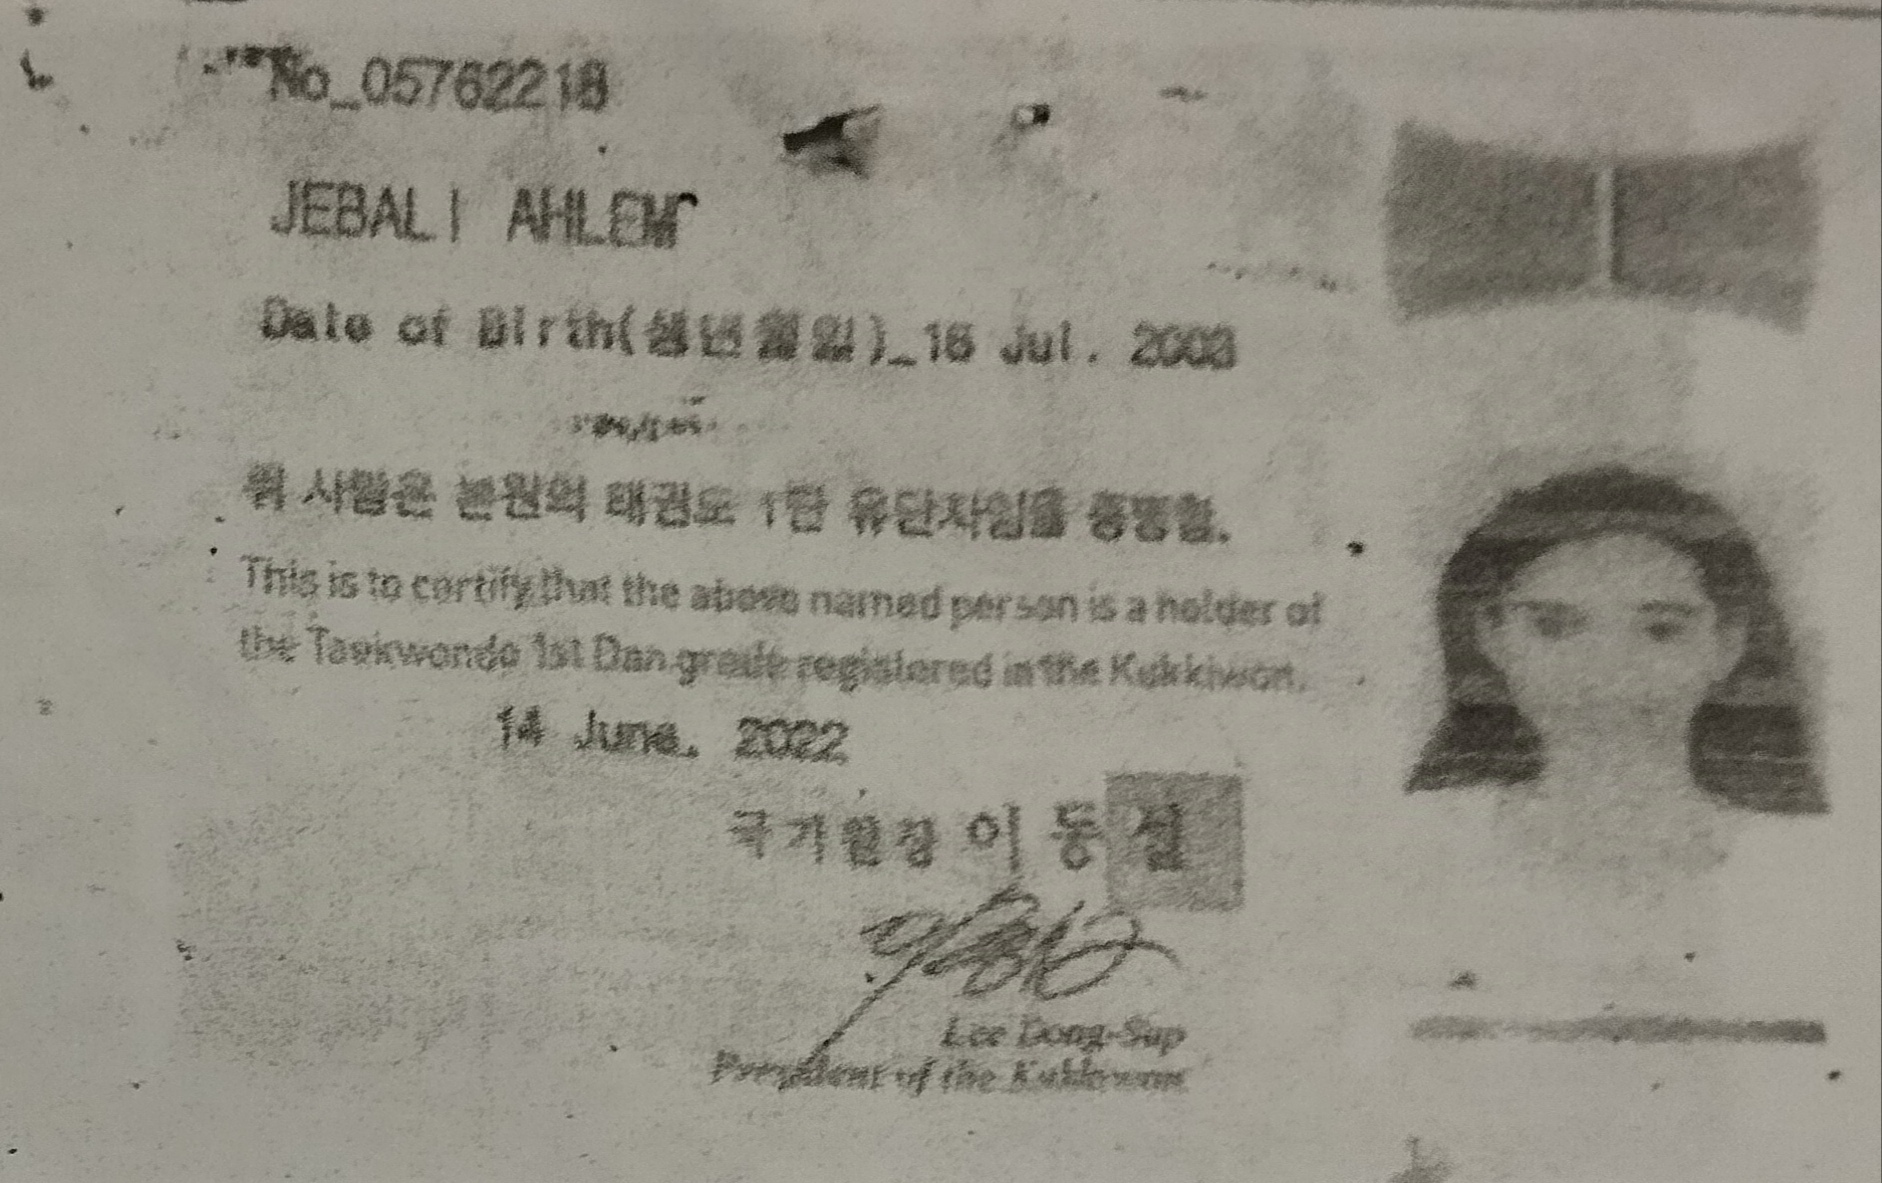 No_05762218
JEBALI AHLEM
Date of Birth(생년월일)_16 Jul. 2003
위 사람은 본원의 태권도 1단 유단자임을 증명함.
This is to certify that the above named person is a holder of
the Taekwondo 1st Dan grade registered in the Kukkiwon.
14 June. 2022
국기원장 이 동 섭
Lee Dong-Sup
President of the Kukkiwon